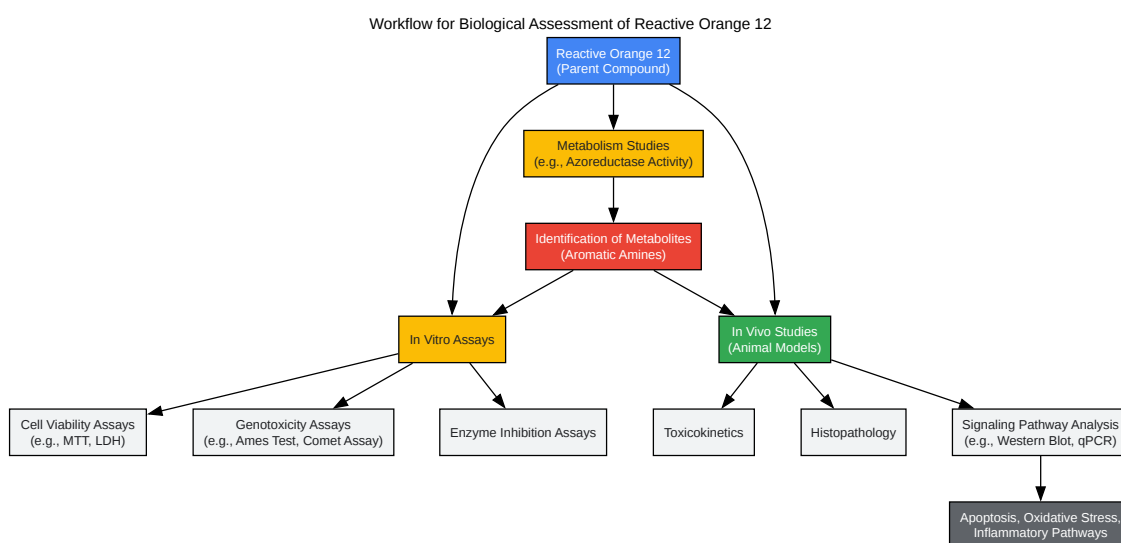 Workflow for Biological Assessment of Reactive Orange 12
Reactive Orange 12
(Parent Compound)
Metabolism Studies
(e.g., Azoreductase Activity)
Identification of Metabolites
(Aromatic Amines)
In Vitro Assays
In Vivo Studies
(Animal Models)
Cell Viability Assays
(e.g., MTT, LDH)
Genotoxicity Assays
(e.g., Ames Test, Comet Assay)
Enzyme Inhibition Assays
Toxicokinetics
Histopathology
Signaling Pathway Analysis
(e.g., Western Blot, qPCR)
Apoptosis, Oxidative Stress,
Inflammatory Pathways